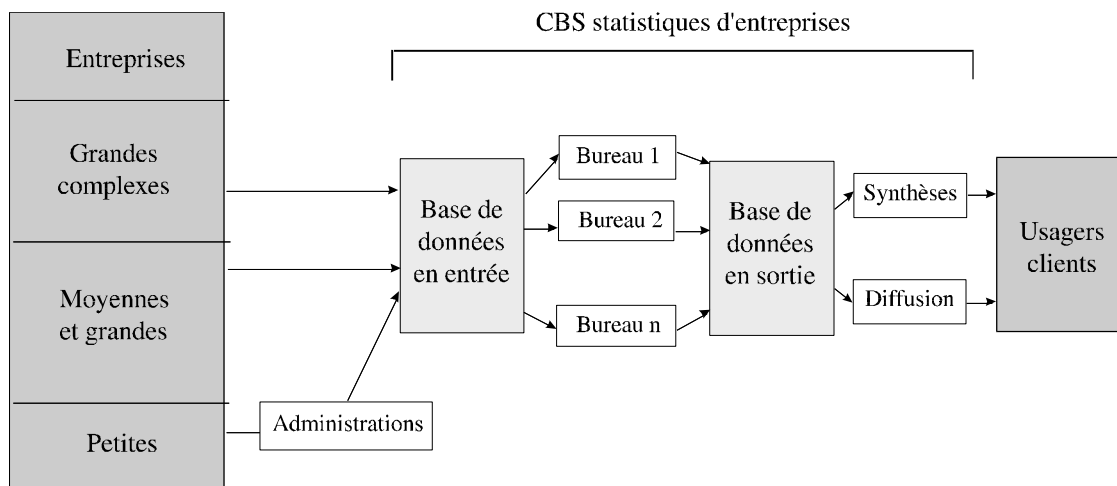 CBS statistiques d'entreprises
Entreprises
Grandes
complexes
Moyennes
et grandes
Petites
Administrations
Base de
données
en entrée
Bureau 1
Bureau 2
Bureau n
Base de
données
en sortie
Synthèses
Diffusion
Usagers
clients